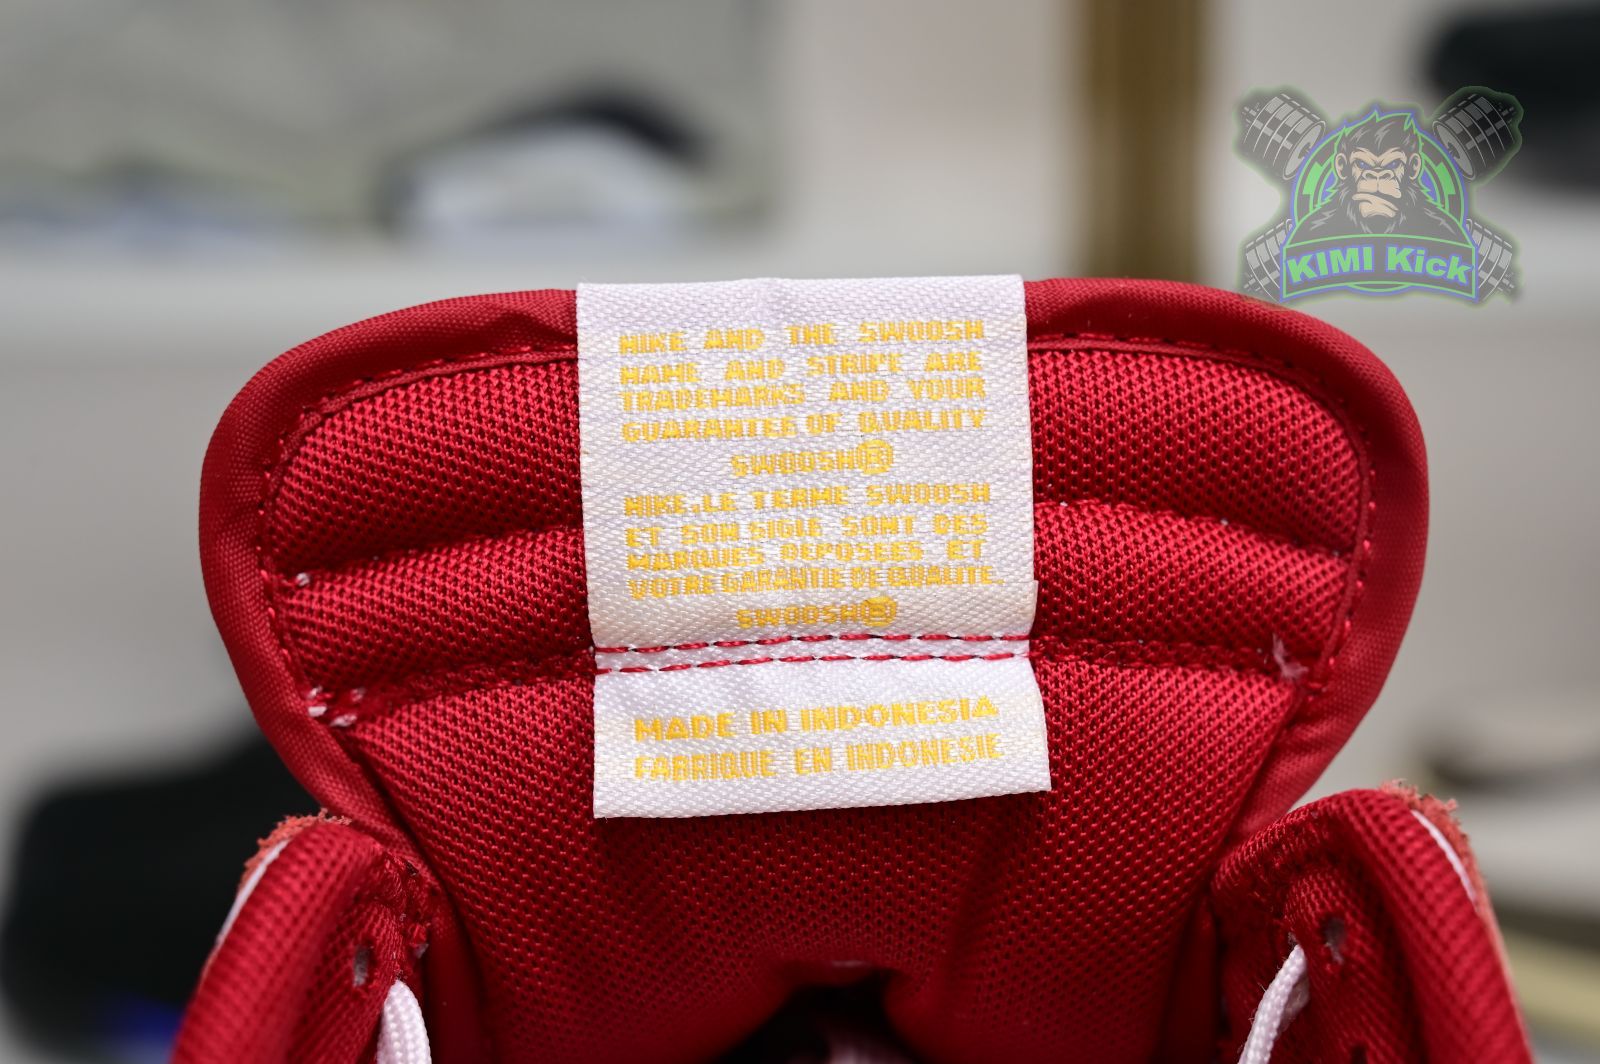 KIMI Kick
NIKE AND THE SWOOSH
NAME AND STRIPE ARE
TRADEMARKS AND YOUR
GUARANTEE OF QUALITY
SWOOSH®
NIKE,LE TERME SWOOSH
ET SON SIGLE SONT DES
MARQUES DEPOSEES ET
VOTRE GARANTIE DE QUALITE.
SWOOSH®
MADE IN INDONESIA
FABRIQUE EN INDONESIE